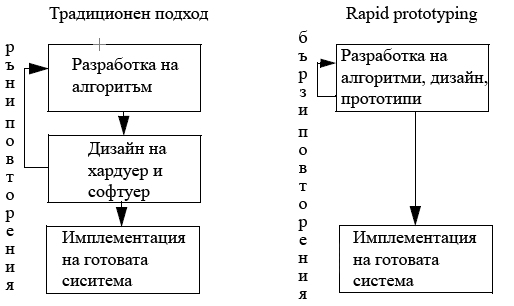 Традиционен подход
ръни повторения
Разработка на
алгоритъм
Дизайн на
хардуер и
софтуер
Имплементация
на готовата
сиситема
Rapid prototyping
бързи повторения
Разработка на
алгоритми, дизайн,
прототипи
Имплементация
на готовата
система